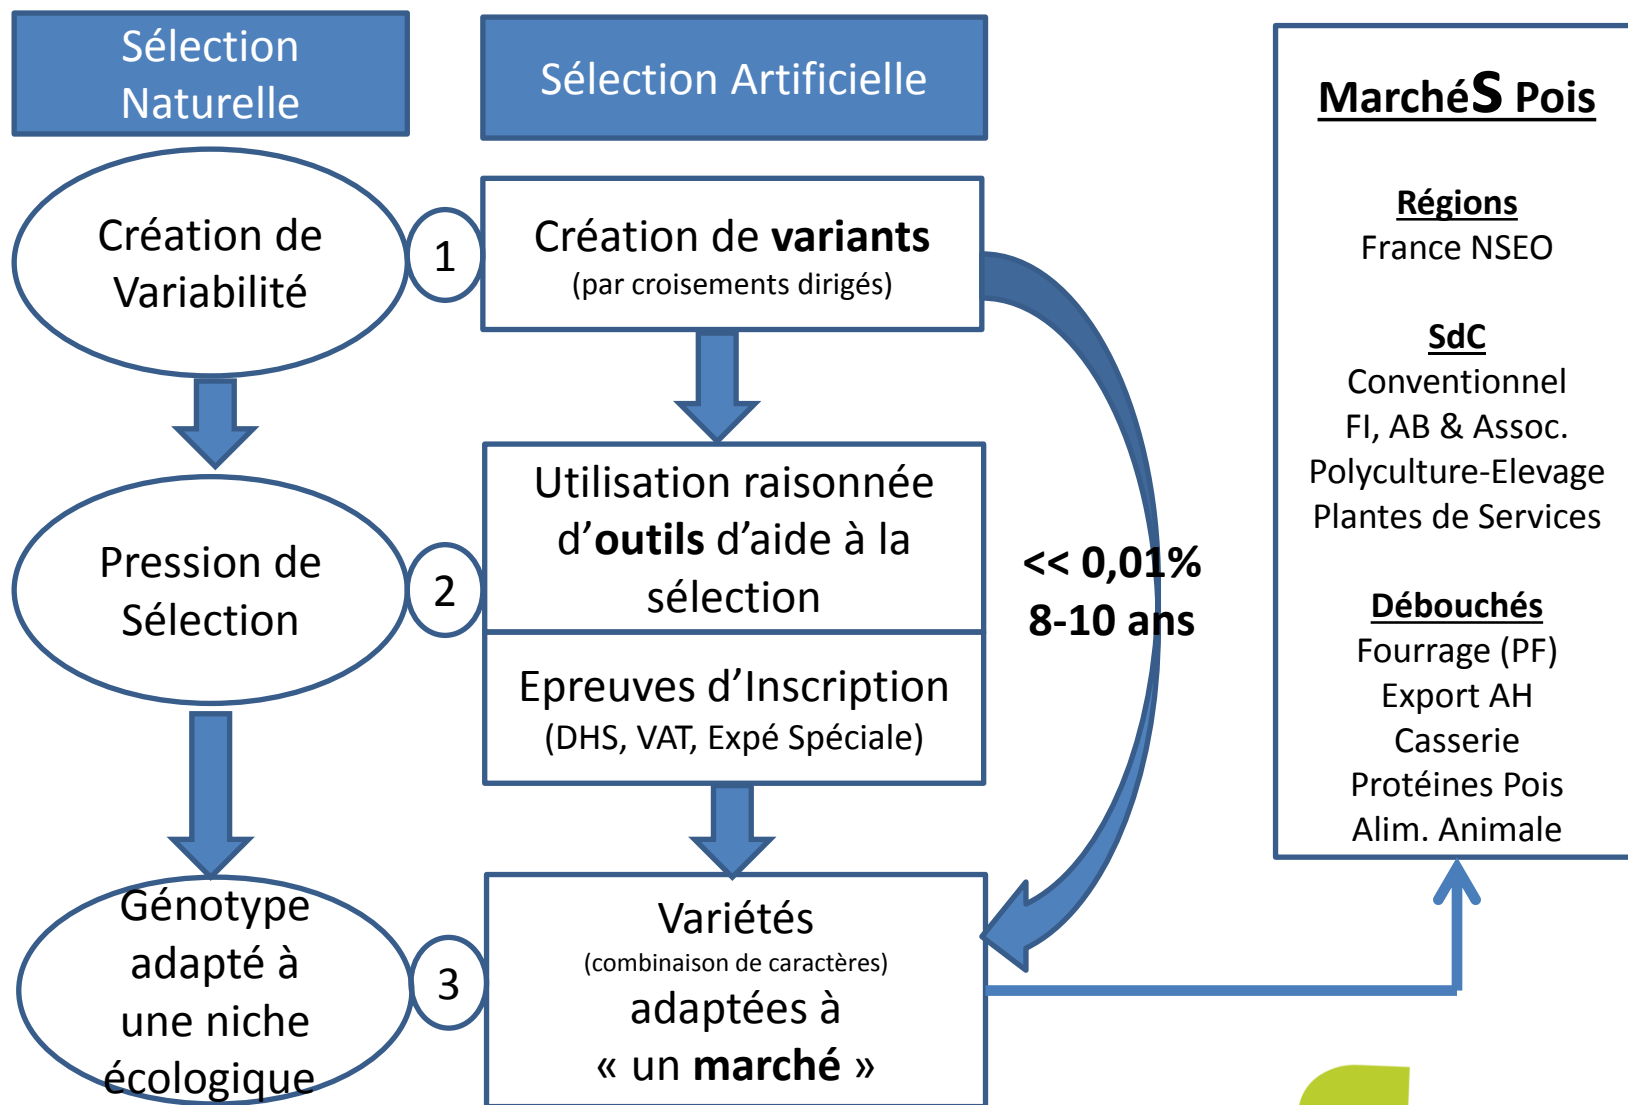 Sélection
Naturelle
Sélection Artificielle
Création de
Variabilité
1
Création de variants
(par croisements dirigés)
Pression de
Sélection
2
Utilisation raisonnée
d’outils d’aide à la
sélection
Epreuves d’Inscription
(DHS, VAT, Expé Spéciale)
<< 0,01%
8-10 ans
Génotype
adapté à
une niche
écologique
3
Variétés
(combinaison de caractères)
adaptées à
« un marché »
MarchéS Pois
Régions
France NSEO
SdC
Conventionnel
FI, AB & Assoc.
Polyculture-Elevage
Plantes de Services
Débouchés
Fourrage (PF)
Export AH
Casserie
Protéines Pois
Alim. Animale